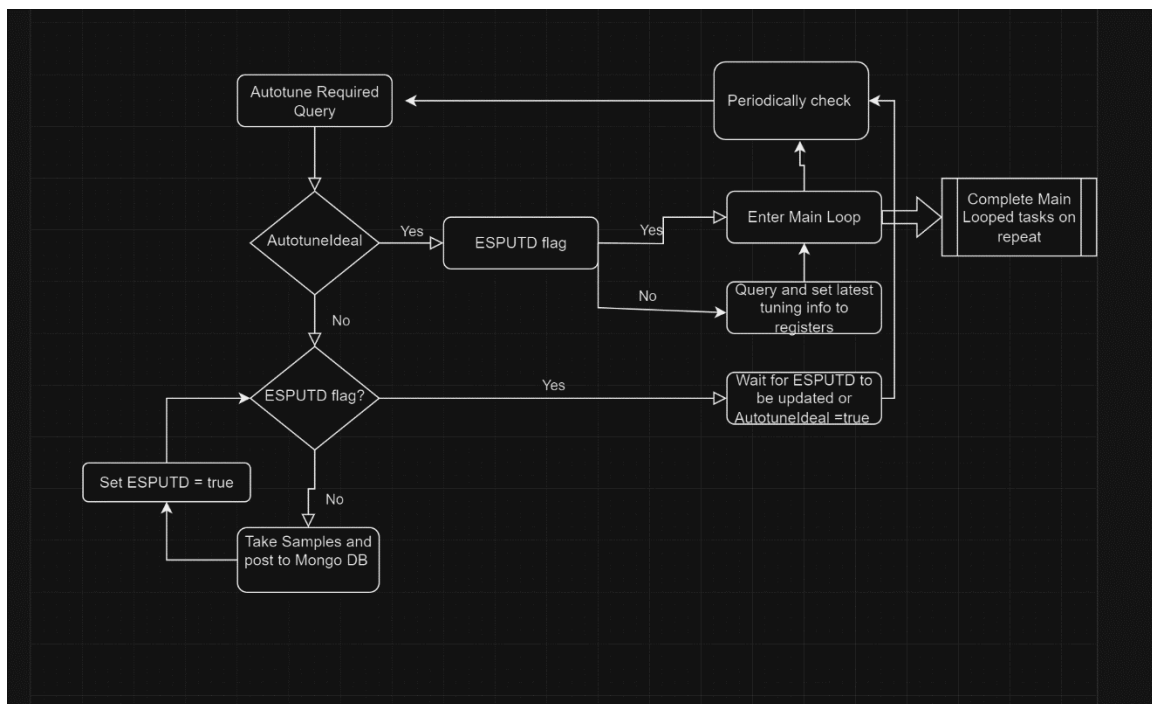 Autotune Required
Query
Periodically check
AutotuneIdeal
Yes
ESPUTD flag
Yes
Enter Main Loop
Complete Main
Looped tasks on
repeat
No
Query and set latest
tuning info to
registers
No
ESPUTD flag?
Yes
Wait for ESPUTD to
be updated or
AutotuneIdeal =true
Set ESPUTD = true
No
Take Samples and
post to Mongo DB